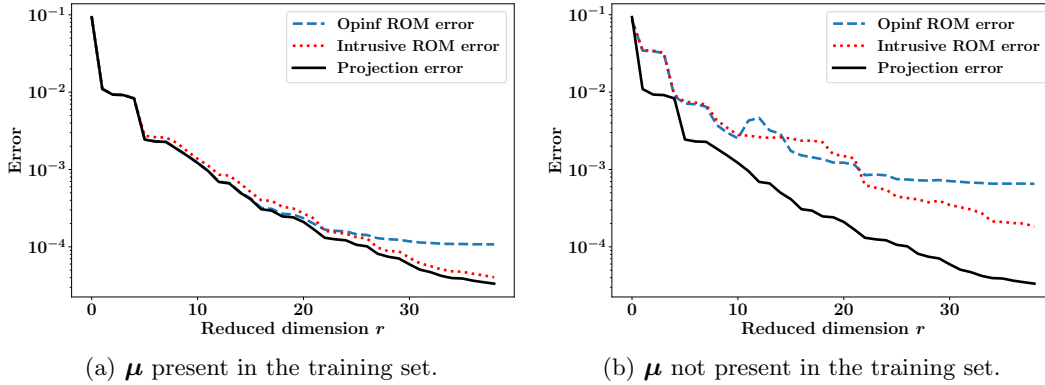 10⁻¹
10⁻²
10⁻³
10⁻⁴
Error
0 10 20 30
Reduced dimension r
Opinf ROM error
Intrusive ROM error
Projection error
(a) μ present in the training set.
10⁻¹
10⁻²
10⁻³
10⁻⁴
Error
0 10 20 30
Reduced dimension r
Opinf ROM error
Intrusive ROM error
Projection error
(b) μ not present in the training set.